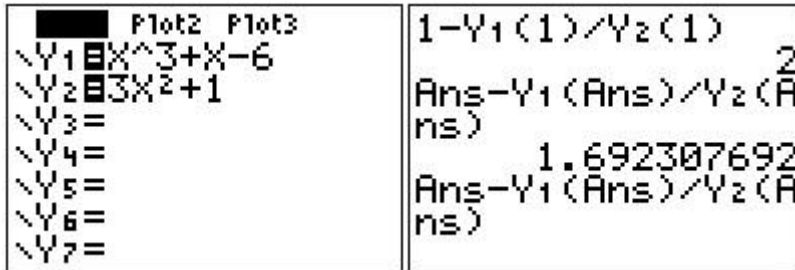 Plot2 Plot3
\Y₁=X^3+X-6
\Y₂=3X²+1
\Y₃=
\Y₄=
\Y₅=
\Y₆=
\Y₇=
1-Y₁(1)/Y₂(1)
2
Ans-Y₁(Ans)/Y₂(A
ns)
1.692307692
Ans-Y₁(Ans)/Y₂(A
ns)